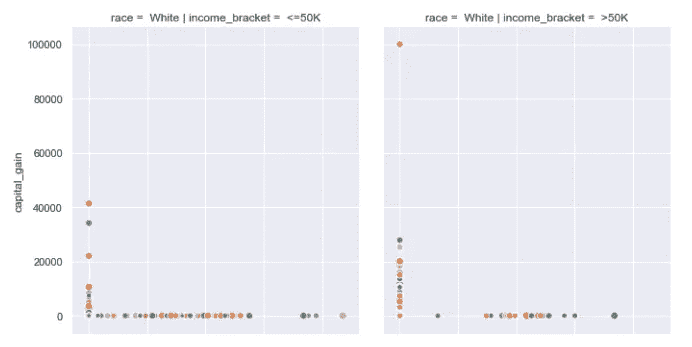 race = White | income_bracket = <=50K
race = White | income_bracket = >50K
100000
80000
60000
40000
20000
0
capital_gain